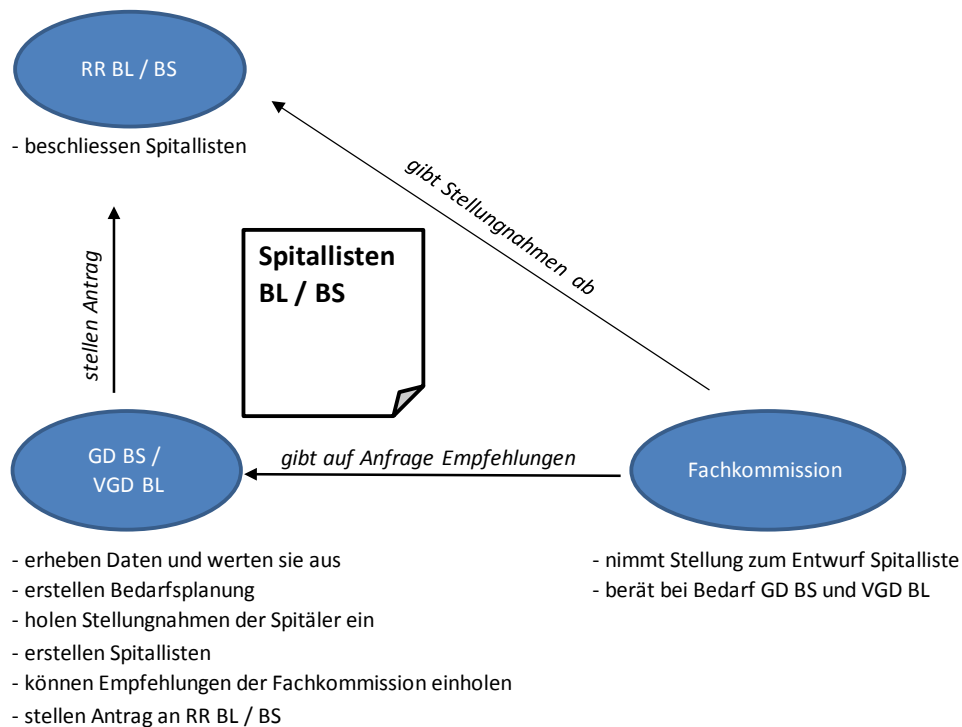 RR BL / BS
- beschliessen Spitallisten
gibt Stellungnahmen ab
stellen Antrag
Spitallisten
BL / BS
GD BS /
VGD BL
gibt auf Anfrage Empfehlungen
Fachkommission
- erheben Daten und werten sie aus
- erstellen Bedarfsplanung
- holen Stellungnahmen der Spitäler ein
- erstellen Spitallisten
- können Empfehlungen der Fachkommission einholen
- stellen Antrag an RR BL / BS
- nimmt Stellung zum Entwurf Spitalliste
- berät bei Bedarf GD BS und VGD BL